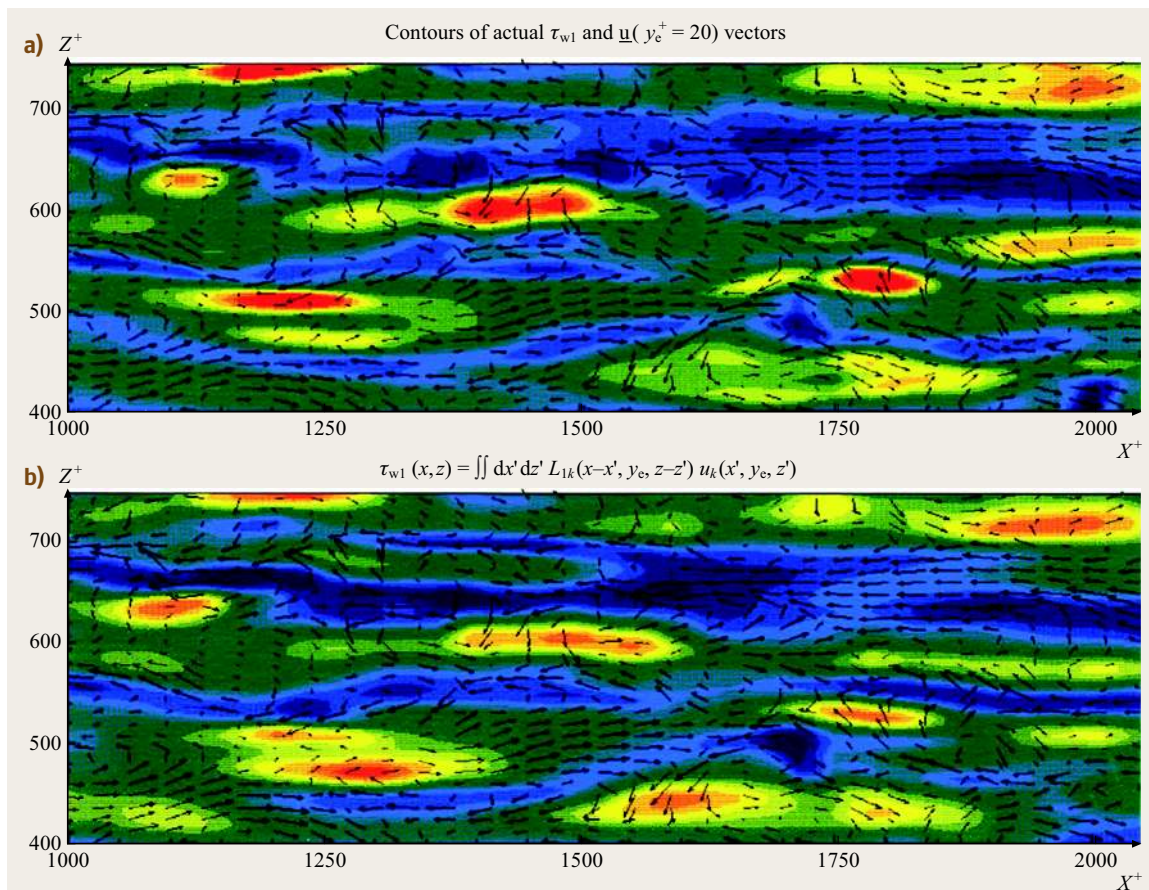 a) Z⁺
Contours of actual τw1 and u( ye⁺ = 20) vectors
700
600
500
400
1000 1250 1500 1750 2000
X⁺
b) Z⁺
τw1 (x, z) = ∫∫ dx' dz' L1k(x–x', ye, z–z') uk(x', ye, z')
700
600
500
400
1000 1250 1500 1750 2000
X⁺